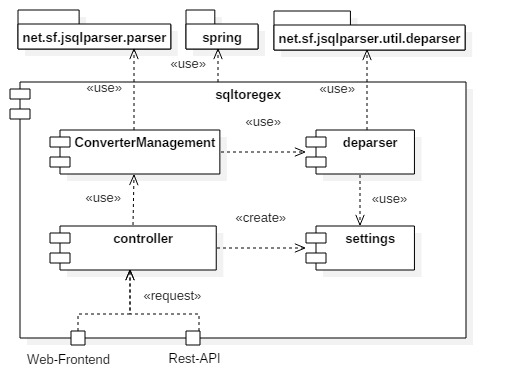 net.sf.jsqlparser.parser
spring
net.sf.jsqlparser.util.deparser
«use»
«use»
«use»
sqltoregex
«use»
ConverterManagement
deparser
«use»
«use»
controller
«create»
settings
«request»
Web-Frontend
Rest-API